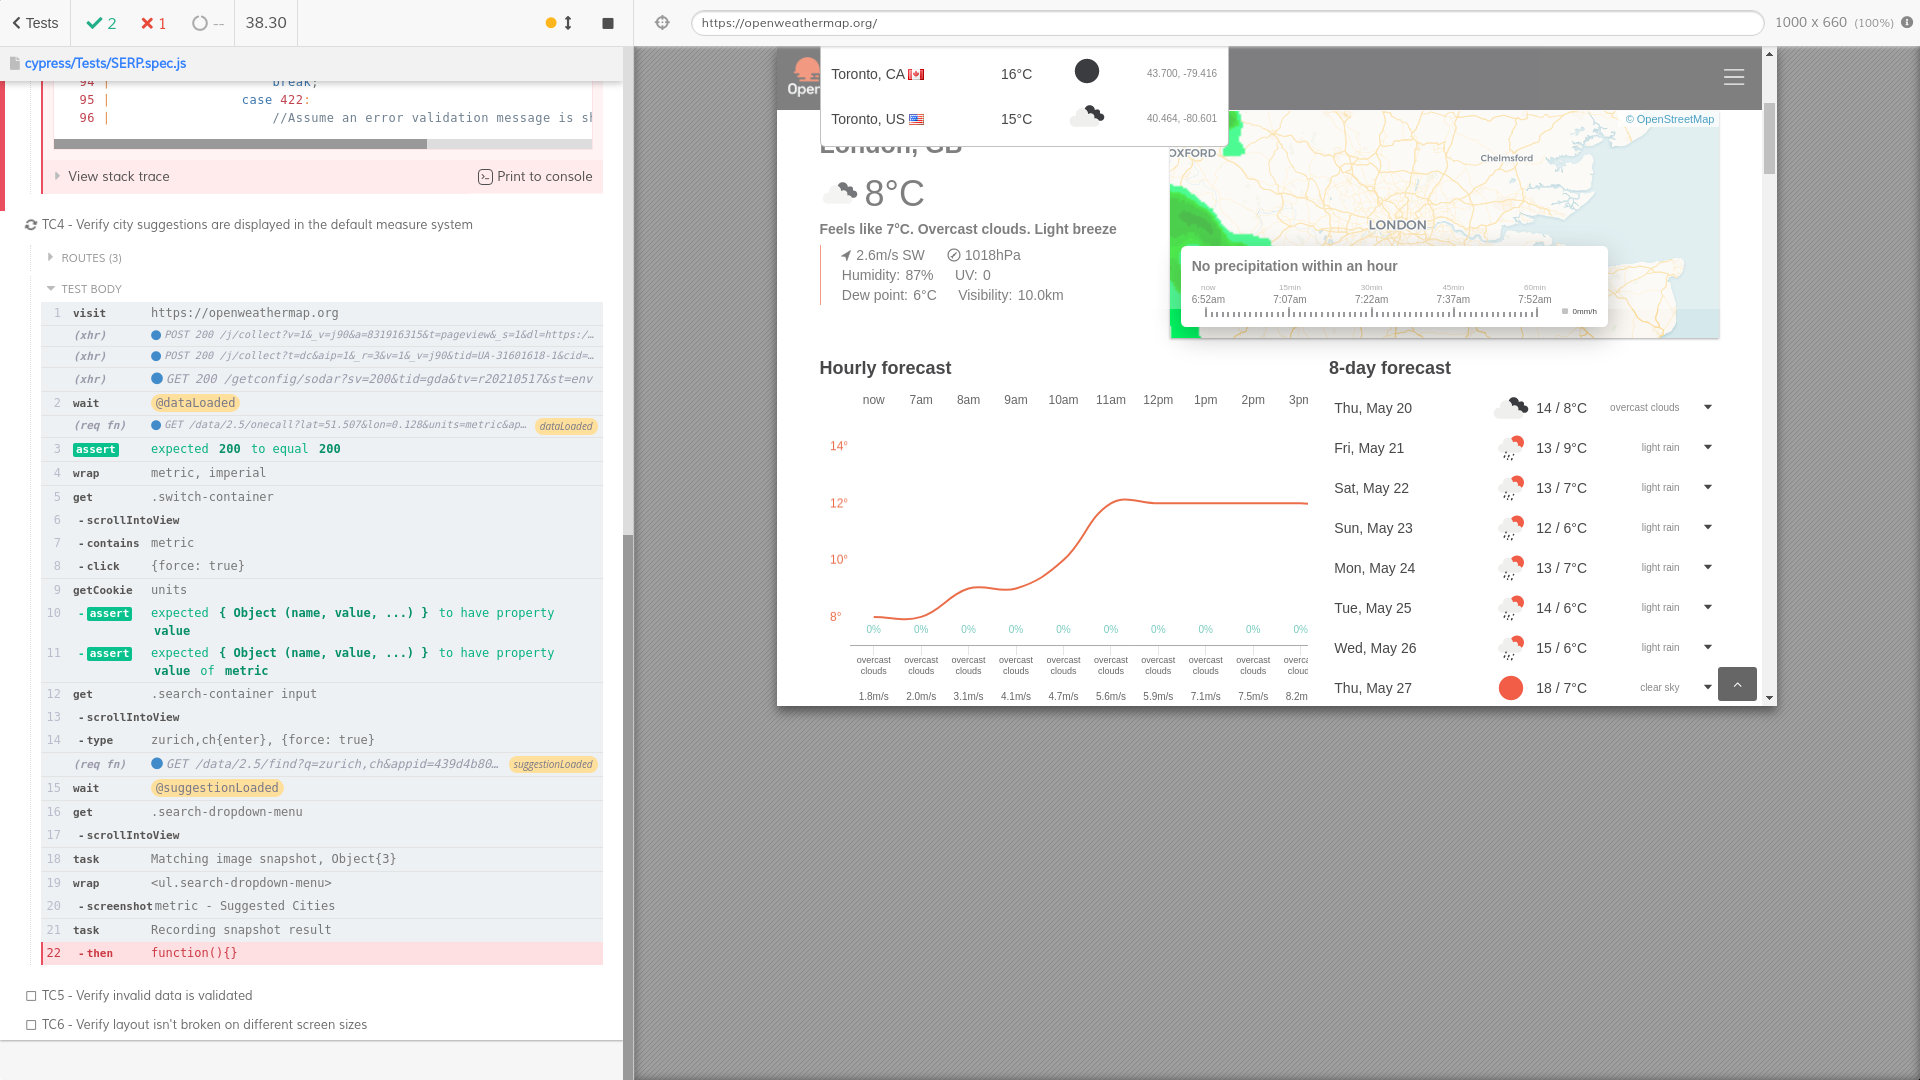 Tests
2
1
--
38.30
https://openweathermap.org/
1000 x 660 (100%)
cypress/Tests/SERP.spec.js
94 | break;
95 | case 422:
96 | //Assume an error validation message is sh
View stack trace
Print to console
TC4 - Verify city suggestions are displayed in the default measure system
ROUTES (3)
TEST BODY
1 visit https://openweathermap.org
(xhr) POST 200 /j/collect?v=1&_v=j90&a=831916315&t=pageview&_s=1&dl=https:/…
(xhr) POST 200 /j/collect?t=dc&aip=1&_r=3&v=1&_v=j90&tid=UA-31601618-1&cid=…
(xhr) GET 200 /getconfig/sodar?sv=200&tid=gda&tv=r20210517&st=env
2 wait @dataLoaded
(req fn) GET /data/2.5/onecall?lat=51.507&lon=0.128&units=metric&ap… dataLoaded
3 assert expected 200 to equal 200
4 wrap metric, imperial
5 get .switch-container
6 -scrollIntoView
7 -contains metric
8 -click {force: true}
9 getCookie units
10 -assert expected { Object (name, value, ...) } to have property
value
11 -assert expected { Object (name, value, ...) } to have property
value of metric
12 get .search-container input
13 -scrollIntoView
14 -type zurich,ch{enter}, {force: true}
(req fn) GET /data/2.5/find?q=zurich,ch&appid=439d4b80… suggestionLoaded
15 wait @suggestionLoaded
16 get .search-dropdown-menu
17 -scrollIntoView
18 task Matching image snapshot, Object{3}
19 wrap <ul.search-dropdown-menu>
20 -screenshot metric - Suggested Cities
21 task Recording snapshot result
22 -then function(){}
TC5 - Verify invalid data is validated
TC6 - Verify layout isn't broken on different screen sizes
Open
Toronto, CA 16°C 43.700, -79.416
Toronto, US 15°C 40.464, -80.601
London, GB
8°C
Feels like 7°C. Overcast clouds. Light breeze
2.6m/s SW 1018hPa
Humidity: 87% UV: 0
Dew point: 6°C Visibility: 10.0km
© OpenStreetMap
OXFORD
Chelmsford
LONDON
No precipitation within an hour
now 15min 30min 45min 60min
6:52am 7:07am 7:22am 7:37am 7:52am
0mm/h
Hourly forecast
now 7am 8am 9am 10am 11am 12pm 1pm 2pm 3pm
14°
12°
10°
8°
0% 0% 0% 0% 0% 0% 0% 0% 0% 0%
overcast overcast overcast overcast overcast overcast overcast overcast overcast overca
clouds clouds clouds clouds clouds clouds clouds clouds clouds clouc
1.8m/s 2.0m/s 3.1m/s 4.1m/s 4.7m/s 5.6m/s 5.9m/s 7.1m/s 7.5m/s 8.2m
8-day forecast
Thu, May 20 14 / 8°C overcast clouds
Fri, May 21 13 / 9°C light rain
Sat, May 22 13 / 7°C light rain
Sun, May 23 12 / 6°C light rain
Mon, May 24 13 / 7°C light rain
Tue, May 25 14 / 6°C light rain
Wed, May 26 15 / 6°C light rain
Thu, May 27 18 / 7°C clear sky